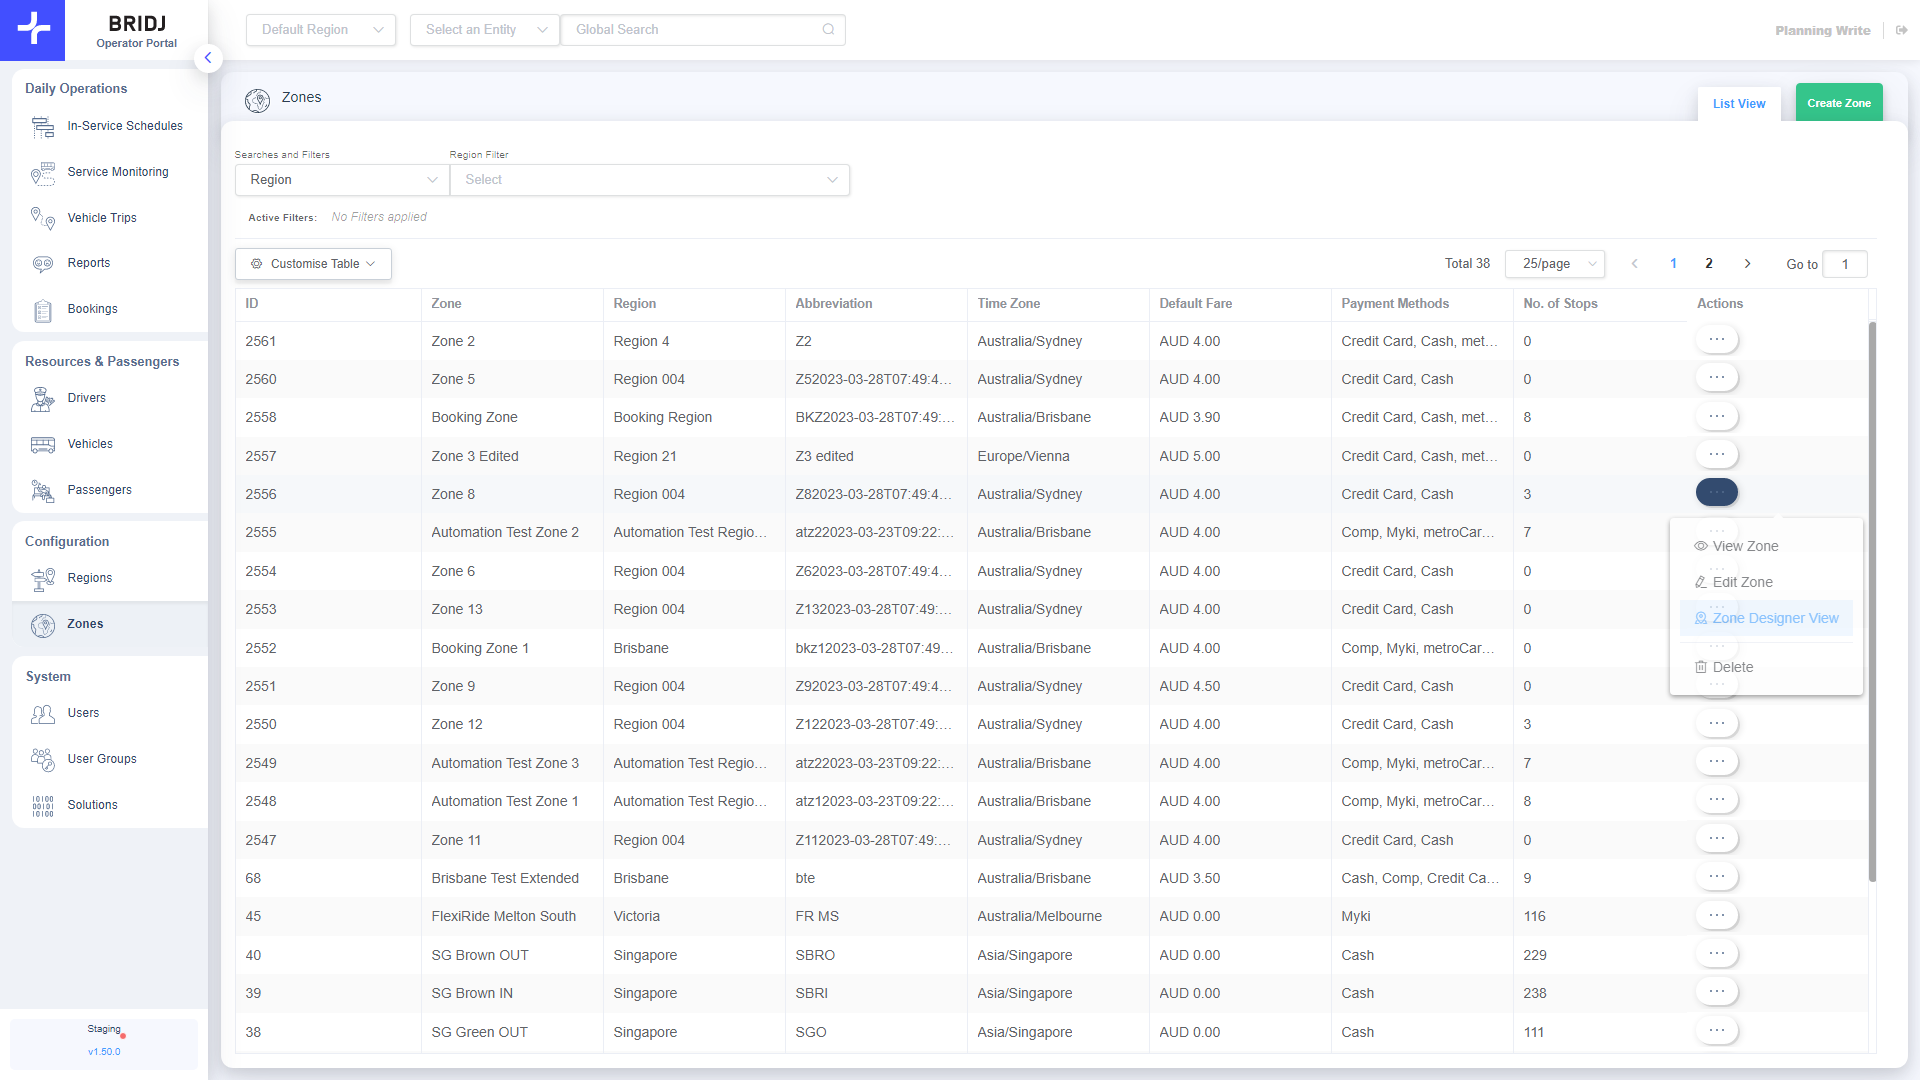 BRIDJ
Operator Portal
Default Region
Select an Entity
Global Search
Planning Write
Daily Operations
In-Service Schedules
Service Monitoring
Vehicle Trips
Reports
Bookings
Resources & Passengers
Drivers
Vehicles
Passengers
Configuration
Regions
Zones
System
Users
User Groups
Solutions
Staging
v1.50.0
Zones
List View
Create Zone
Searches and Filters
Region Filter
Region
Select
Active Filters: No Filters applied
Customise Table
Total 38 25/page 1 2 Go to 1
ID Zone Region Abbreviation Time Zone Default Fare Payment Methods No. of Stops Actions
2561 Zone 2 Region 4 Z2 Australia/Sydney AUD 4.00 Credit Card, Cash, met... 0 ...
2560 Zone 5 Region 004 Z52023-03-28T07:49:4... Australia/Sydney AUD 4.00 Credit Card, Cash 0 ...
2558 Booking Zone Booking Region BKZ2023-03-28T07:49:... Australia/Brisbane AUD 3.90 Credit Card, Cash, met... 8 ...
2557 Zone 3 Edited Region 21 Z3 edited Europe/Vienna AUD 5.00 Credit Card, Cash, met... 0 ...
2556 Zone 8 Region 004 Z82023-03-28T07:49:4... Australia/Sydney AUD 4.00 Credit Card, Cash 3 ...
2555 Automation Test Zone 2 Automation Test Regio... atz22023-03-23T09:22:... Australia/Brisbane AUD 4.00 Comp, Myki, metroCar... 7
2554 Zone 6 Region 004 Z62023-03-28T07:49:4... Australia/Sydney AUD 4.00 Credit Card, Cash 0
2553 Zone 13 Region 004 Z132023-03-28T07:49:... Australia/Sydney AUD 4.00 Credit Card, Cash 0
2552 Booking Zone 1 Brisbane bkz12023-03-28T07:49... Australia/Brisbane AUD 4.00 Comp, Myki, metroCar... 0
2551 Zone 9 Region 004 Z92023-03-28T07:49:4... Australia/Sydney AUD 4.50 Credit Card, Cash 0
2550 Zone 12 Region 004 Z122023-03-28T07:49:... Australia/Sydney AUD 4.00 Credit Card, Cash 3 ...
2549 Automation Test Zone 3 Automation Test Regio... atz22023-03-23T09:22:... Australia/Brisbane AUD 4.00 Comp, Myki, metroCar... 7 ...
2548 Automation Test Zone 1 Automation Test Regio... atz12023-03-23T09:22:... Australia/Brisbane AUD 4.00 Comp, Myki, metroCar... 8 ...
2547 Zone 11 Region 004 Z112023-03-28T07:49:... Australia/Sydney AUD 4.00 Credit Card, Cash 0 ...
68 Brisbane Test Extended Brisbane bte Australia/Brisbane AUD 3.50 Cash, Comp, Credit Ca... 9 ...
45 FlexiRide Melton South Victoria FR MS Australia/Melbourne AUD 0.00 Myki 116 ...
40 SG Brown OUT Singapore SBRO Asia/Singapore AUD 0.00 Cash 229 ...
39 SG Brown IN Singapore SBRI Asia/Singapore AUD 0.00 Cash 238 ...
38 SG Green OUT Singapore SGO Asia/Singapore AUD 0.00 Cash 111 ...
View Zone
Edit Zone
Zone Designer View
Delete